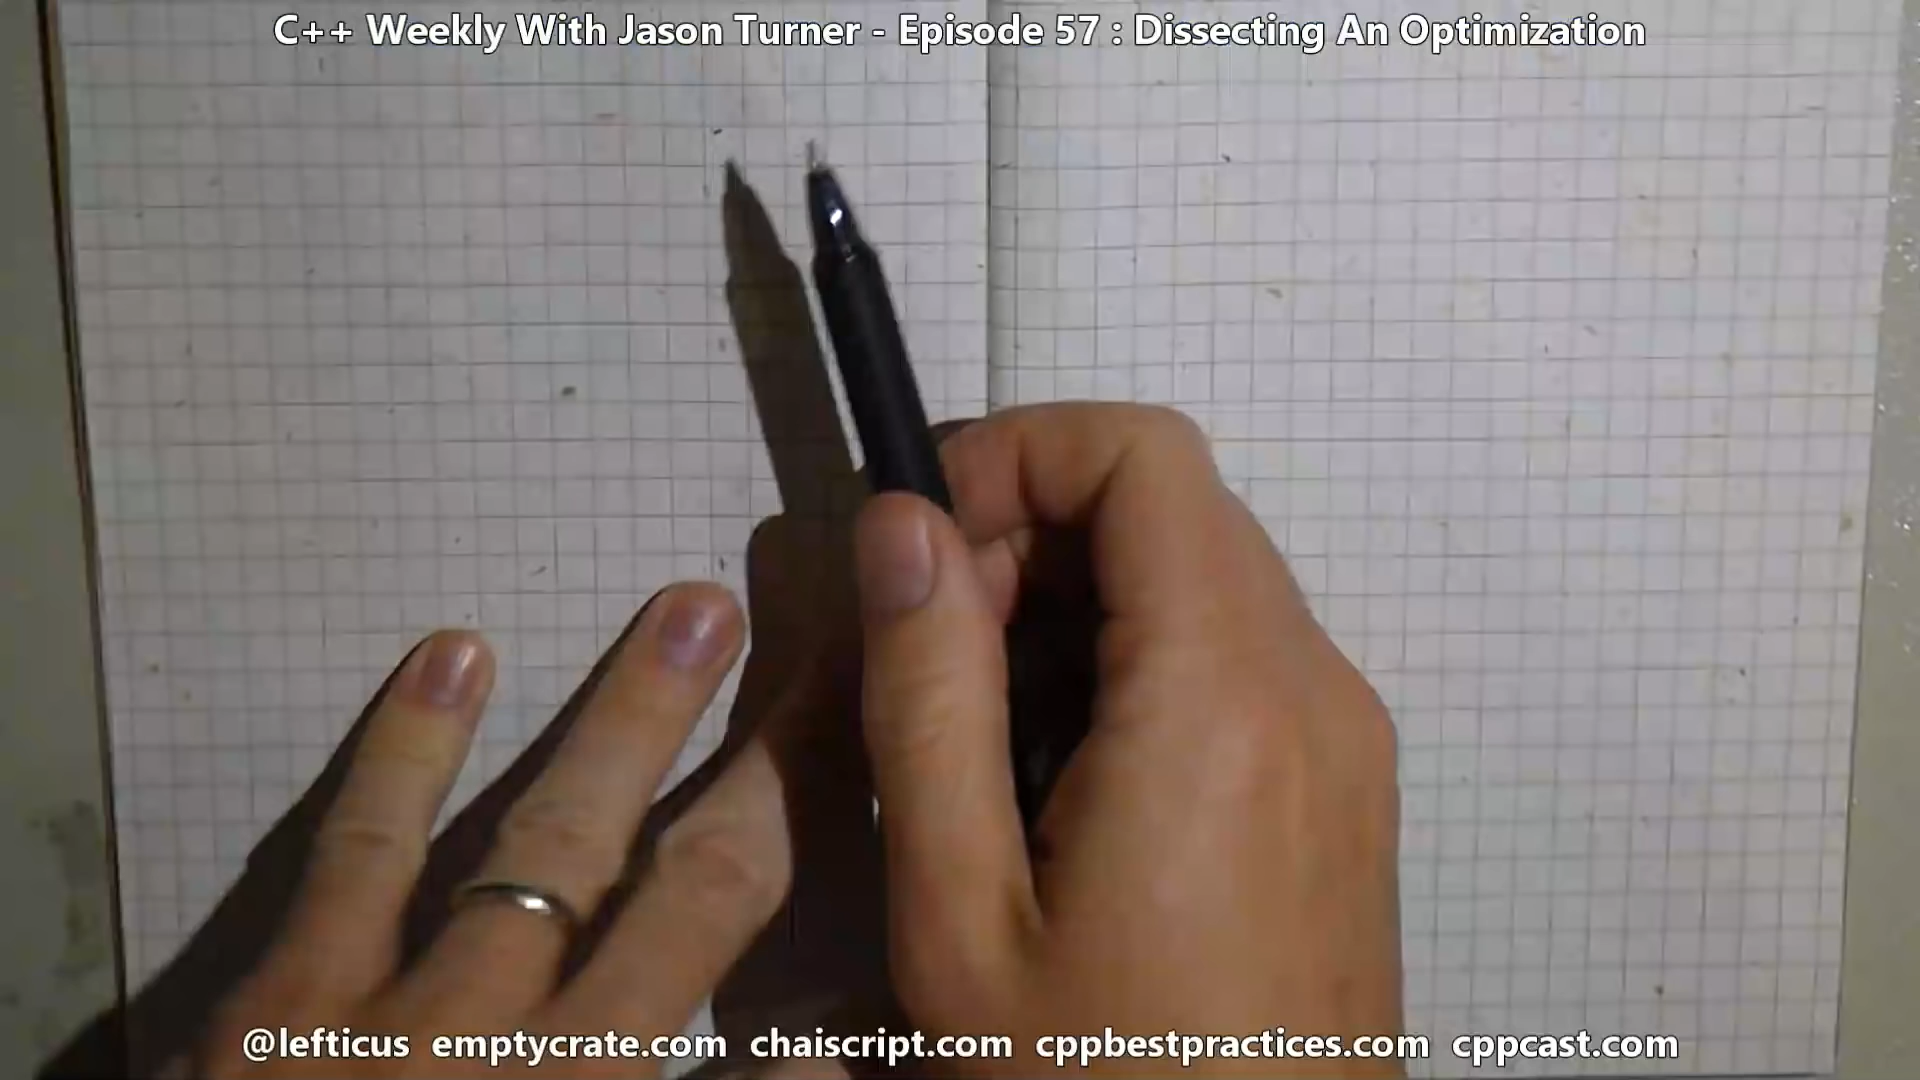 C++ Weekly With Jason Turner - Episode 57 : Dissecting An Optimization
@lefticus emptycrate.com chaiscript.com cppbestpractices.com cppcast.com